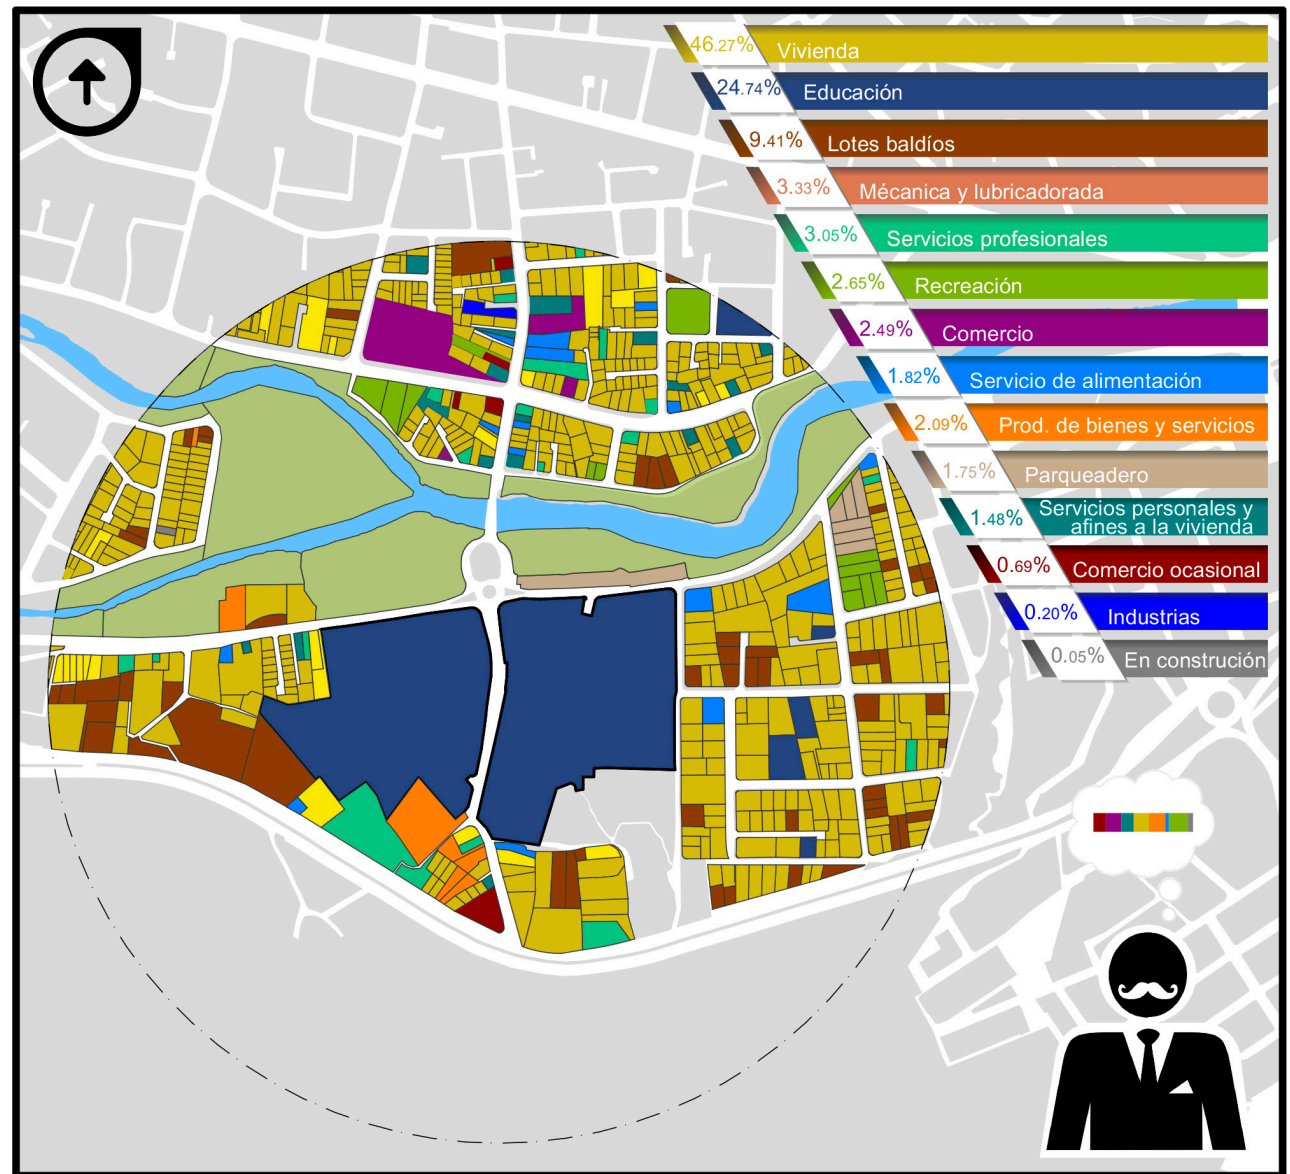 46.27% Vivienda
24.74% Educación
9.41% Lotes baldíos
3.33% Mécanica y lubricadorada
3.05% Servicios profesionales
2.65% Recreación
2.49% Comercio
1.82% Servicio de alimentación
2.09% Prod. de bienes y servicios
1.75% Parqueadero
1.48% Servicios personales y
afines a la vivienda
0.69% Comercio ocasional
0.20% Industrias
0.05% En construción